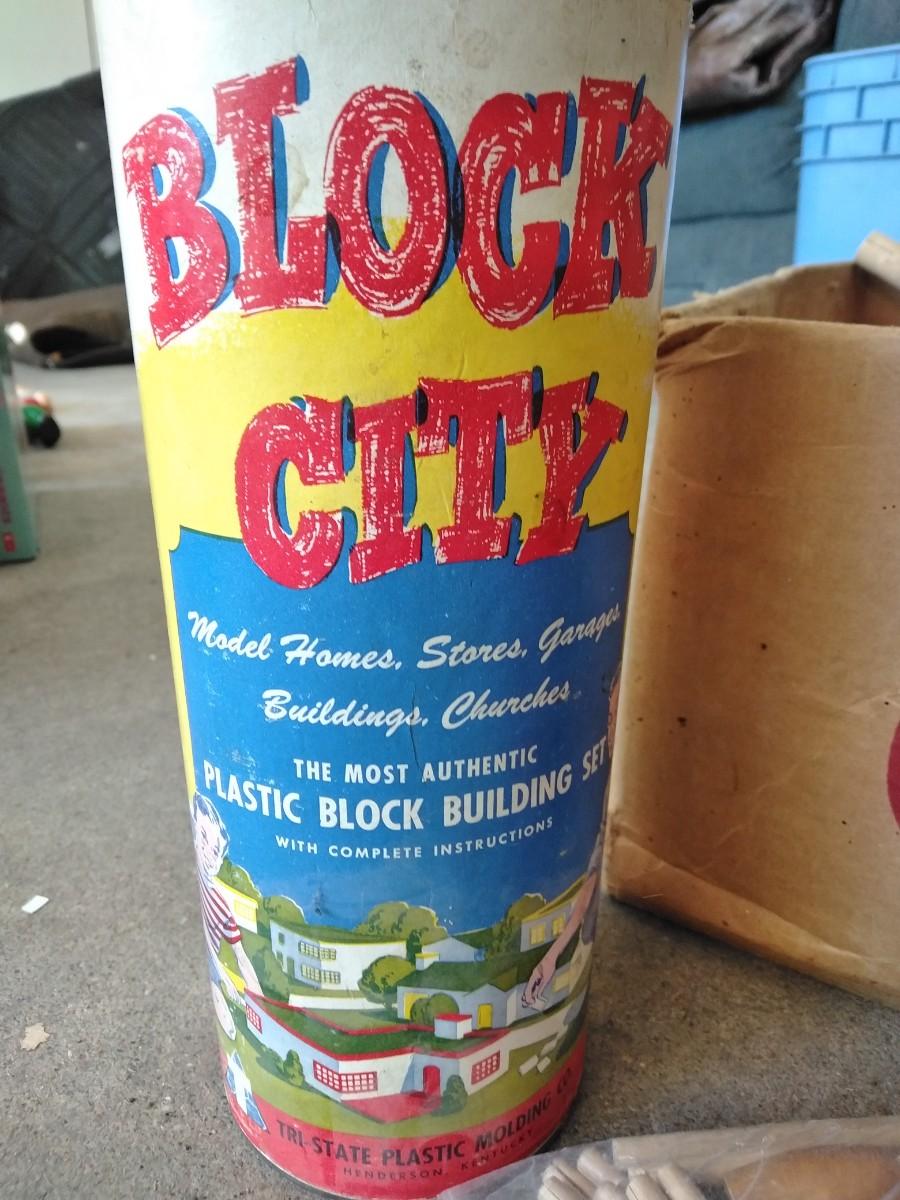 BLOCK
CITY
Model Homes, Stores, Garages,
Buildings, Churches
THE MOST AUTHENTIC
PLASTIC BLOCK BUILDING SET
WITH COMPLETE INSTRUCTIONS
TRI-STATE PLASTIC MOLDING CO.
HENDERSON, KENTUCKY